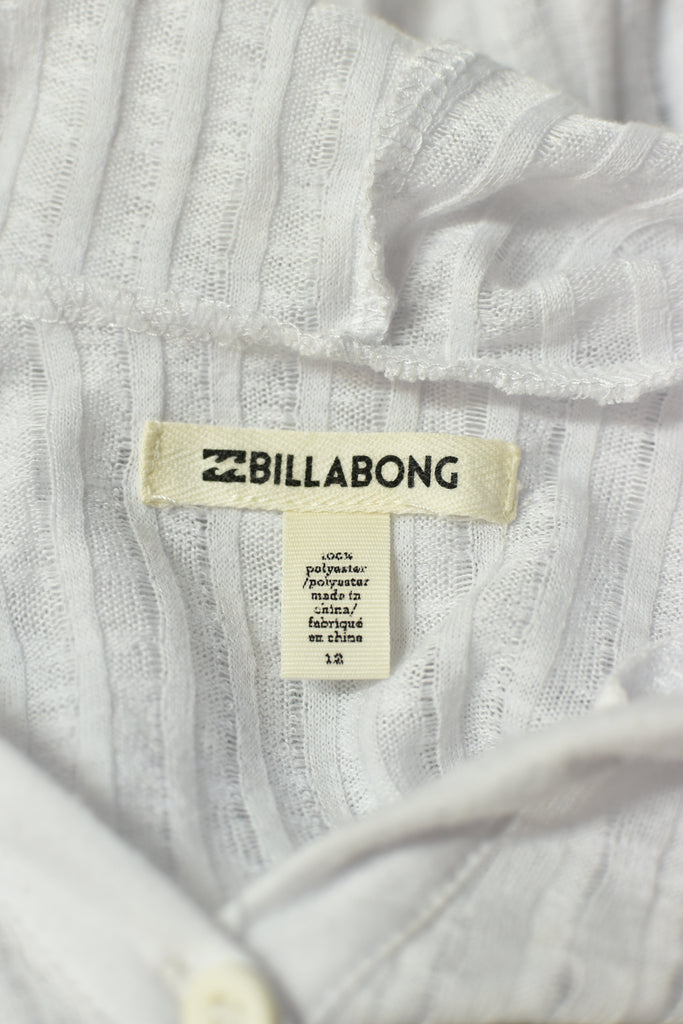 BILLABONG
100%
polyester
/polyester
made in
china/
fabriqué
en chine
12